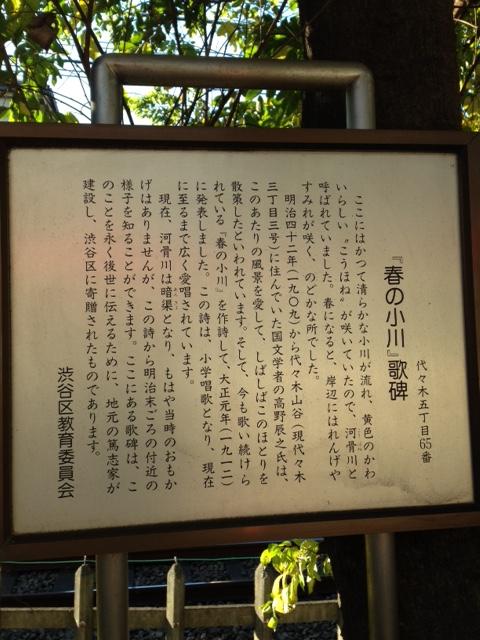 代々木五丁目65番
『春の小川』歌碑
ここにはかつて清らかな小川が流れ、黄色のかわ
いらしい〝こうほね〟が咲いていたので、河骨川と
呼ばれていました。春になると、岸辺にはれんげや
すみれが咲く、のどかな所でした。
明治四十二年(一九〇九)から代々木山谷(現代々木
三丁目三号)に住んでいた国文学者の高野辰之氏は、
このあたりの風景を愛して、しばしばこのほとりを
散策したといわれています。そして、今も歌い続けら
れている『春の小川』を作詩して、大正元年(一九一二)
に発表しました。この詩は、小学唱歌となり、現在
に至るまで広く愛唱されています。
現在、河骨川は暗渠となり、もはや当時のおもか
げはありませんが、この詩から明治末ごろの付近の
様子を知ることができます。ここにある歌碑は、こ
のことを永く後世に伝えるために、地元の篤志家が
建設し、渋谷区に寄贈されたものであります。
渋谷区教育委員会